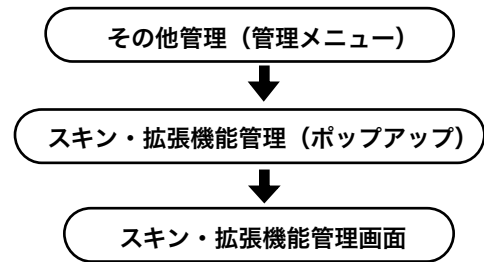 その他管理（管理メニュー）
スキン・拡張機能管理（ポップアップ）
スキン・拡張機能管理画面